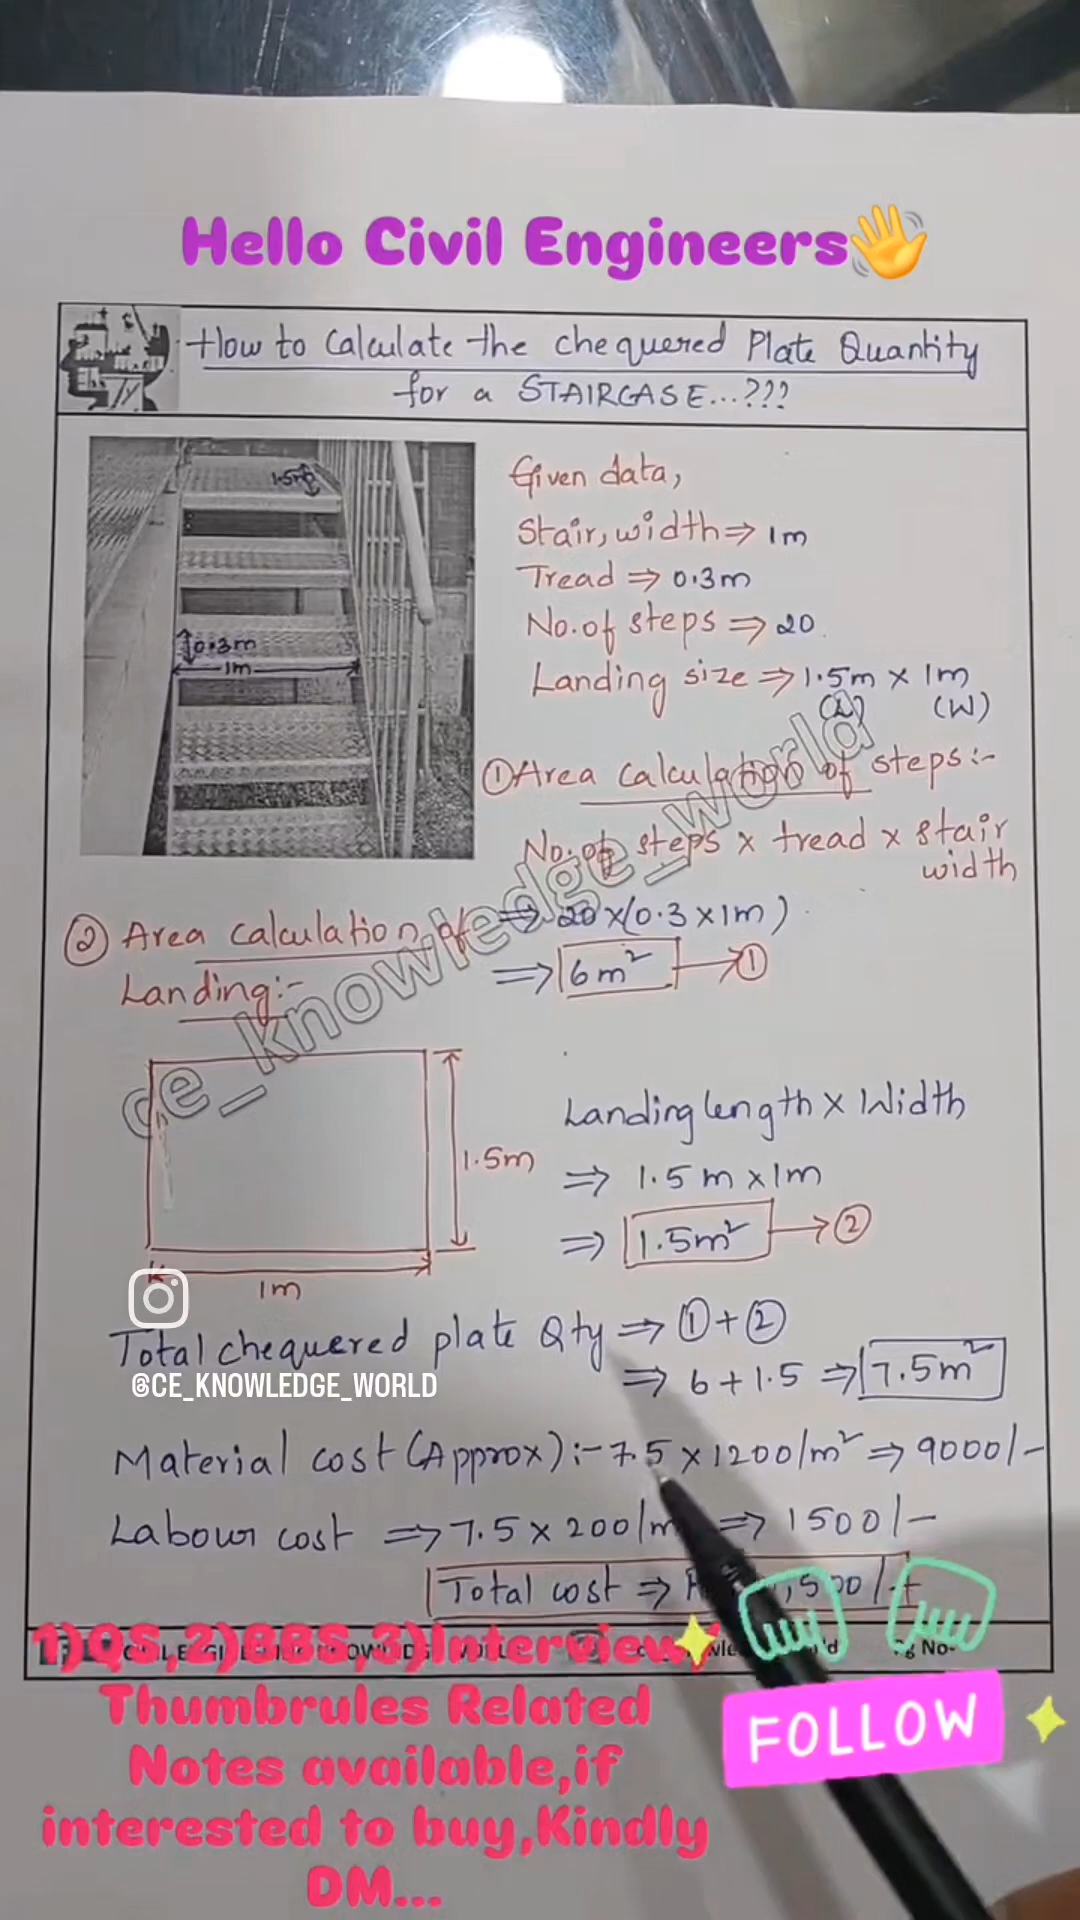 Hello Civil Engineers👋
How to Calculate the chequered Plate Quantity
for a STAIRCASE...???
1.5m
0.3m
1m
Given data,
Stair, width ⇒ 1m
Tread ⇒ 0.3m
No. of steps ⇒ 20
Landing size ⇒ 1.5m x 1m
(L) (W)
① Area calculation of steps:-
No. of steps x tread x stair
width
⇒ 20 x (0.3 x 1m)
⇒ 6m² → ①
② Area calculation of
Landing:-
ce_knowledge_world
1.5m
1m
Landing length x Width
⇒ 1.5 m x 1m
⇒ 1.5m² → ②
Total chequered plate Qty ⇒ ① + ②
⇒ 6 + 1.5 ⇒ 7.5m²
@CE_KNOWLEDGE_WORLD
Material cost (Approx):- 7.5 x 1200/m² ⇒ 9000/-
Labour cost ⇒ 7.5 x 200/m ⇒ 1500/-
Total cost ⇒ ,500/-
1)QS,2)BBS,3)Interview
Thumbrules Related
Notes available,if
interested to buy,Kindly
DM...
No-
FOLLOW